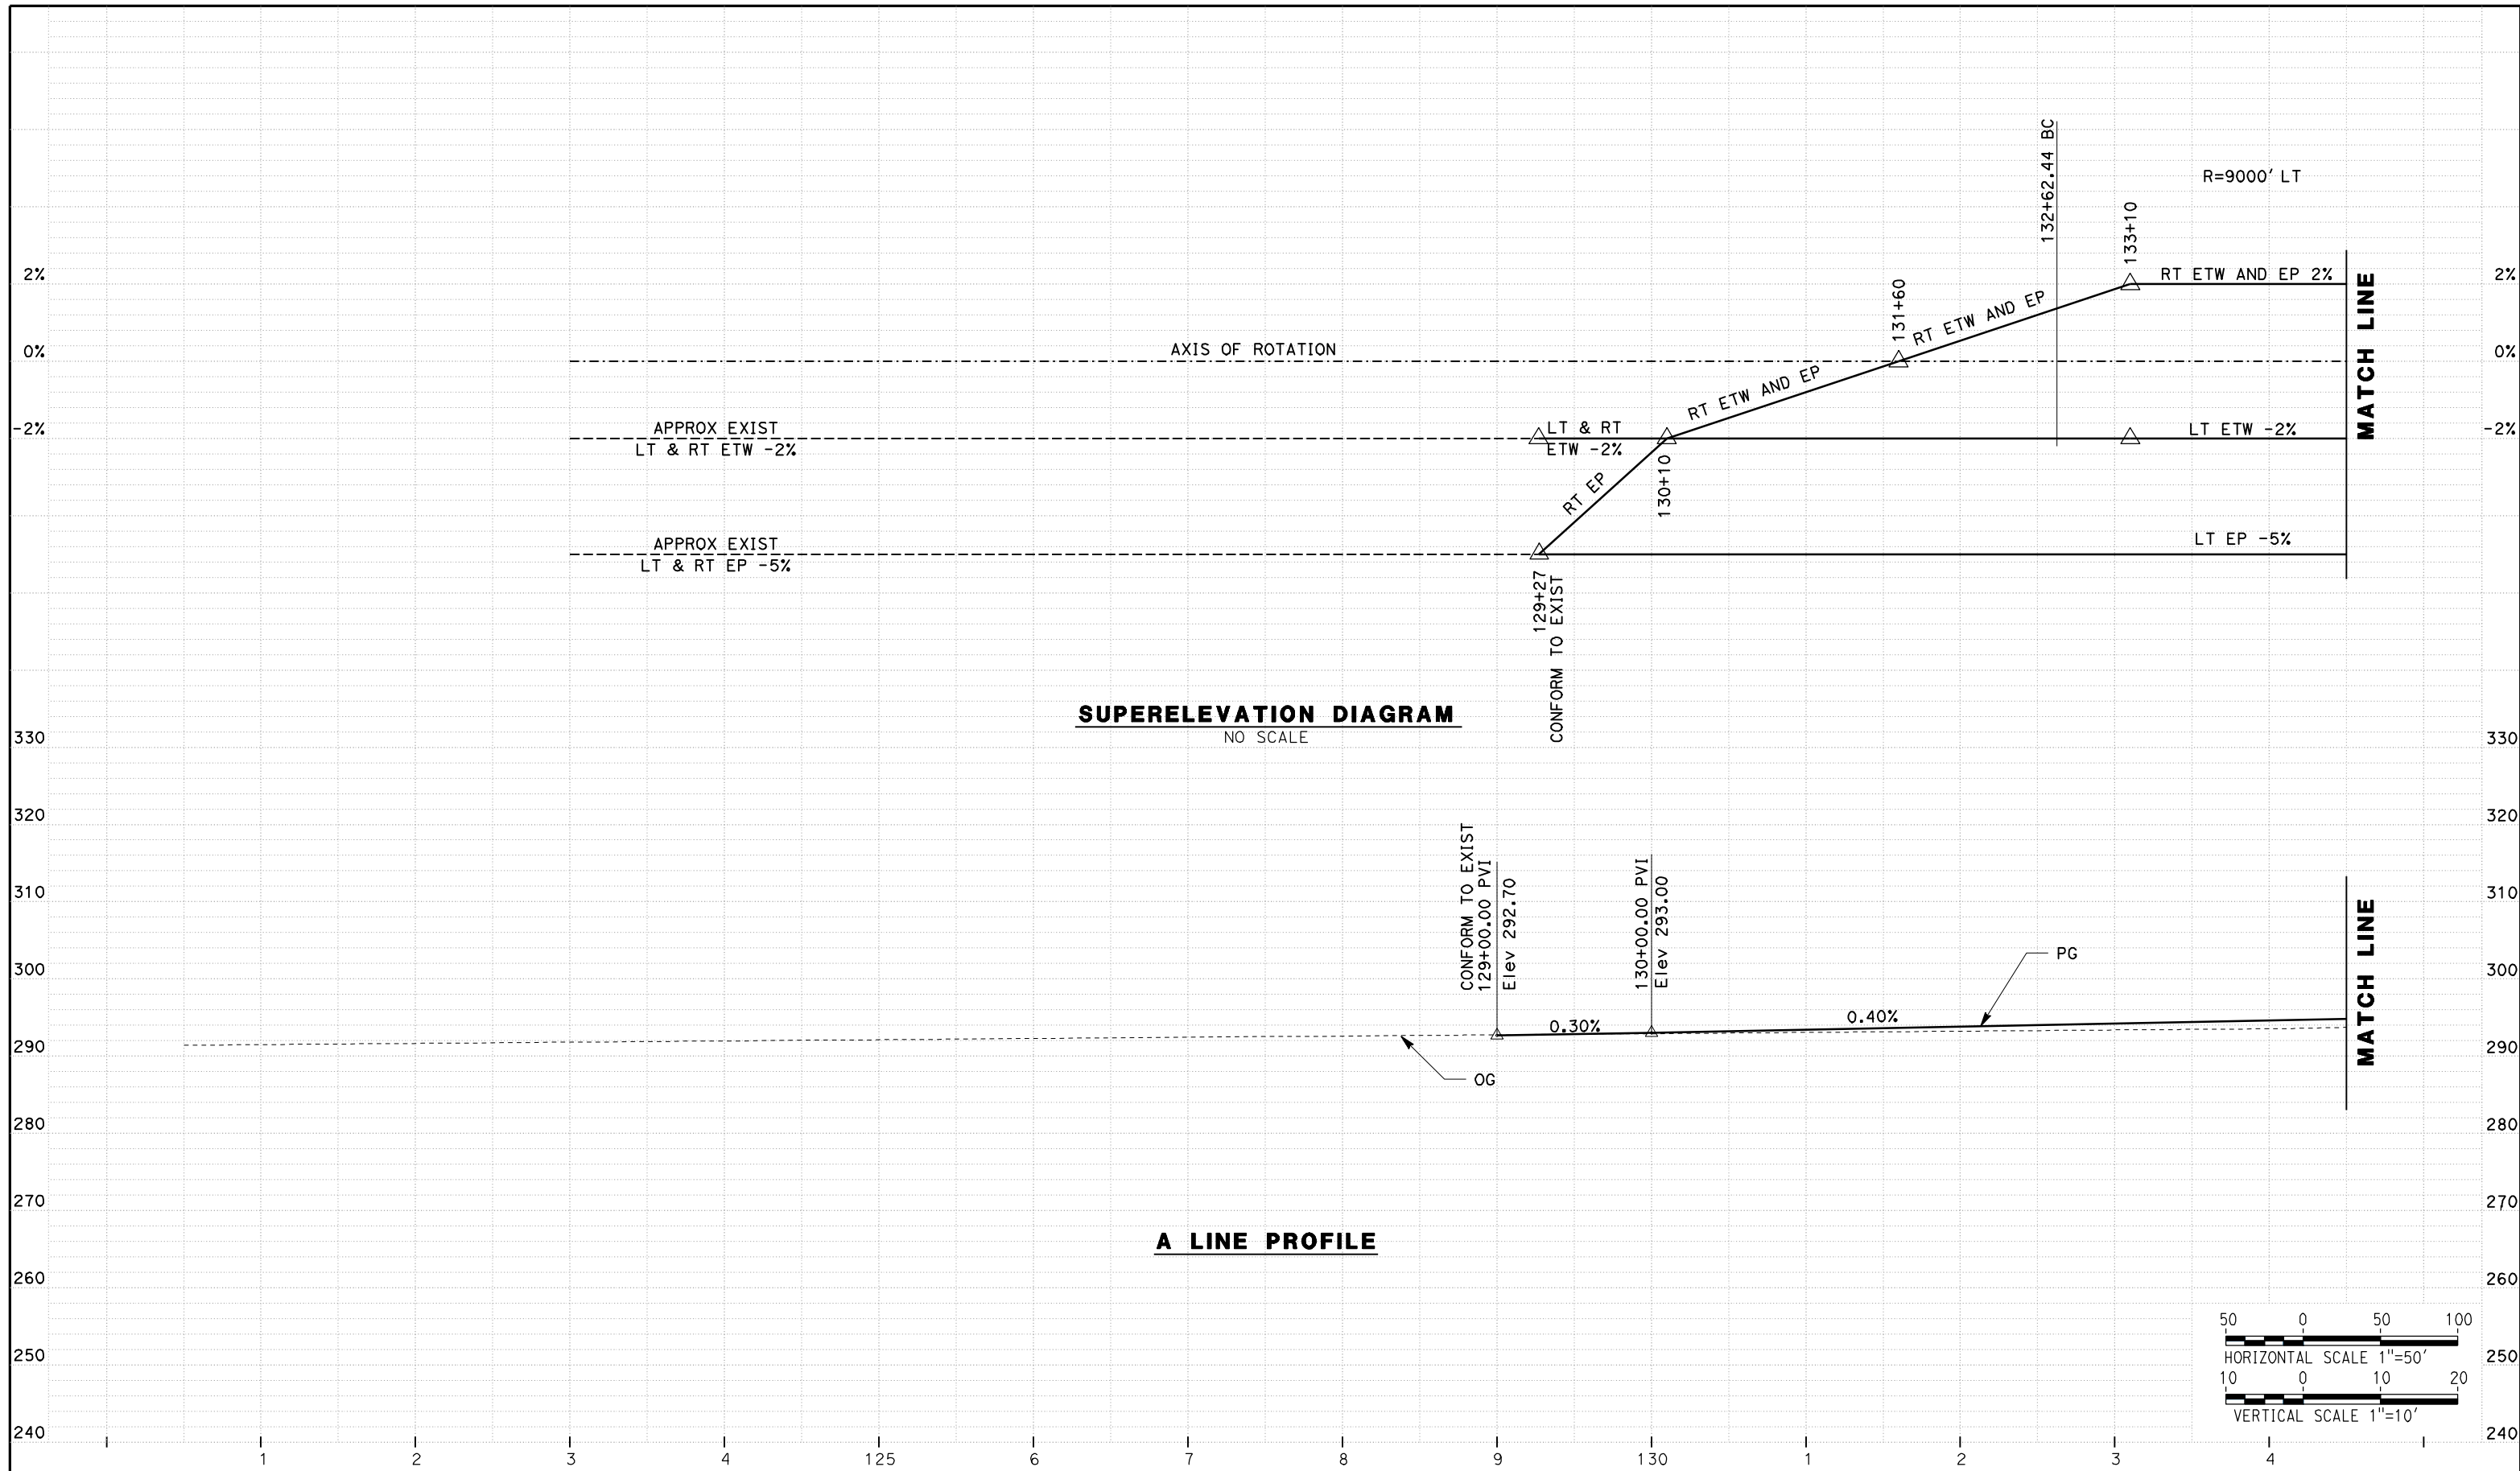 132+62.44 BC
R=9000' LT
133+10
2%
RT ETW AND EP 2%
2%
131+60
RT ETW AND EP
MATCH LINE
0%
AXIS OF ROTATION
0%
RT ETW AND EP
-2%
APPROX EXIST
LT & RT ETW -2%
LT & RT
ETW -2%
LT ETW -2%
-2%
130+10
RT EP
APPROX EXIST
LT & RT EP -5%
LT EP -5%
129+27
CONFORM TO EXIST
SUPERELEVATION DIAGRAM
NO SCALE
330
330
320
320
CONFORM TO EXIST
129+00.00 PVI
Elev 292.70
130+00.00 PVI
Elev 293.00
310
310
MATCH LINE
300
300
PG
0.30%
0.40%
290
290
OG
280
280
270
270
A LINE PROFILE
260
260
50 0 50 100
HORIZONTAL SCALE 1"=50'
250
250
10 0 10 20
VERTICAL SCALE 1"=10'
240
240
1 2 3 4 125 6 7 8 9 130 1 2 3 4